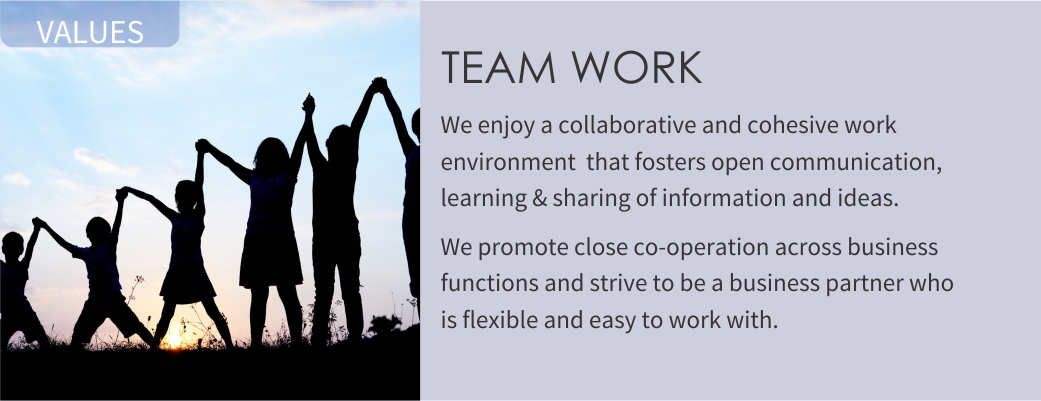 VALUES
TEAM WORK
We enjoy a collaborative and cohesive work
environment  that fosters open communication,
learning & sharing of information and ideas.
We promote close co-operation across business
functions and strive to be a business partner who
is flexible and easy to work with.